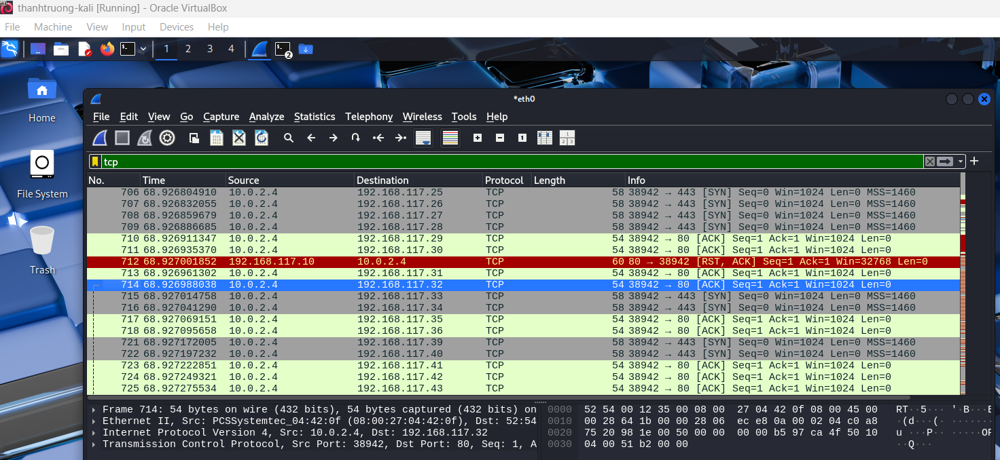 thanhtruong-kali [Running] - Oracle VirtualBox
File Machine View Input Devices Help
1 2 3 4 2
Home
File System
Trash
*eth0
File Edit View Go Capture Analyze Statistics Telephony Wireless Tools Help
tcp
No. Time Source Destination Protocol Length Info
706 68.926804910 10.0.2.4 192.168.117.25 TCP 58 38942 → 443 [SYN] Seq=0 Win=1024 Len=0 MSS=1460
707 68.926832055 10.0.2.4 192.168.117.26 TCP 58 38942 → 443 [SYN] Seq=0 Win=1024 Len=0 MSS=1460
708 68.926859679 10.0.2.4 192.168.117.27 TCP 58 38942 → 443 [SYN] Seq=0 Win=1024 Len=0 MSS=1460
709 68.926886685 10.0.2.4 192.168.117.28 TCP 58 38942 → 443 [SYN] Seq=0 Win=1024 Len=0 MSS=1460
710 68.926911347 10.0.2.4 192.168.117.29 TCP 54 38942 → 80 [ACK] Seq=1 Ack=1 Win=1024 Len=0
711 68.926935370 10.0.2.4 192.168.117.30 TCP 54 38942 → 80 [ACK] Seq=1 Ack=1 Win=1024 Len=0
712 68.927001852 192.168.117.10 10.0.2.4 TCP 60 80 → 38942 [RST, ACK] Seq=1 Ack=1 Win=32768 Len=0
713 68.926961302 10.0.2.4 192.168.117.31 TCP 54 38942 → 80 [ACK] Seq=1 Ack=1 Win=1024 Len=0
714 68.926988038 10.0.2.4 192.168.117.32 TCP 54 38942 → 80 [ACK] Seq=1 Ack=1 Win=1024 Len=0
715 68.927014758 10.0.2.4 192.168.117.33 TCP 58 38942 → 443 [SYN] Seq=0 Win=1024 Len=0 MSS=1460
716 68.927041290 10.0.2.4 192.168.117.34 TCP 58 38942 → 443 [SYN] Seq=0 Win=1024 Len=0 MSS=1460
717 68.927069151 10.0.2.4 192.168.117.35 TCP 54 38942 → 80 [ACK] Seq=1 Ack=1 Win=1024 Len=0
718 68.927095658 10.0.2.4 192.168.117.36 TCP 54 38942 → 80 [ACK] Seq=1 Ack=1 Win=1024 Len=0
721 68.927172005 10.0.2.4 192.168.117.39 TCP 58 38942 → 443 [SYN] Seq=0 Win=1024 Len=0 MSS=1460
722 68.927197232 10.0.2.4 192.168.117.40 TCP 58 38942 → 443 [SYN] Seq=0 Win=1024 Len=0 MSS=1460
723 68.927222851 10.0.2.4 192.168.117.41 TCP 54 38942 → 80 [ACK] Seq=1 Ack=1 Win=1024 Len=0
724 68.927249321 10.0.2.4 192.168.117.42 TCP 54 38942 → 80 [ACK] Seq=1 Ack=1 Win=1024 Len=0
725 68.927275534 10.0.2.4 192.168.117.43 TCP 54 38942 → 80 [ACK] Seq=1 Ack=1 Win=1024 Len=0
Frame 714: 54 bytes on wire (432 bits), 54 bytes captured (432 bits) on
Ethernet II, Src: PCSSystemtec_04:42:0f (08:00:27:04:42:0f), Dst: 52:54
Internet Protocol Version 4, Src: 10.0.2.4, Dst: 192.168.117.32
Transmission Control Protocol, Src Port: 38942, Dst Port: 80, Seq: 1, A
0000 52 54 00 12 35 00 08 00 27 04 42 0f 08 00 45 00 RT··5··· '·B···E
0010 00 28 64 1b 00 00 28 06 ec e8 0a 00 02 04 c0 a8 ·(d···(· ·······
0020 75 20 98 1e 00 50 00 00 00 00 b5 97 ca 4f 50 10 u ···P·· ·····OP
0030 04 00 51 b2 00 00 ··Q···